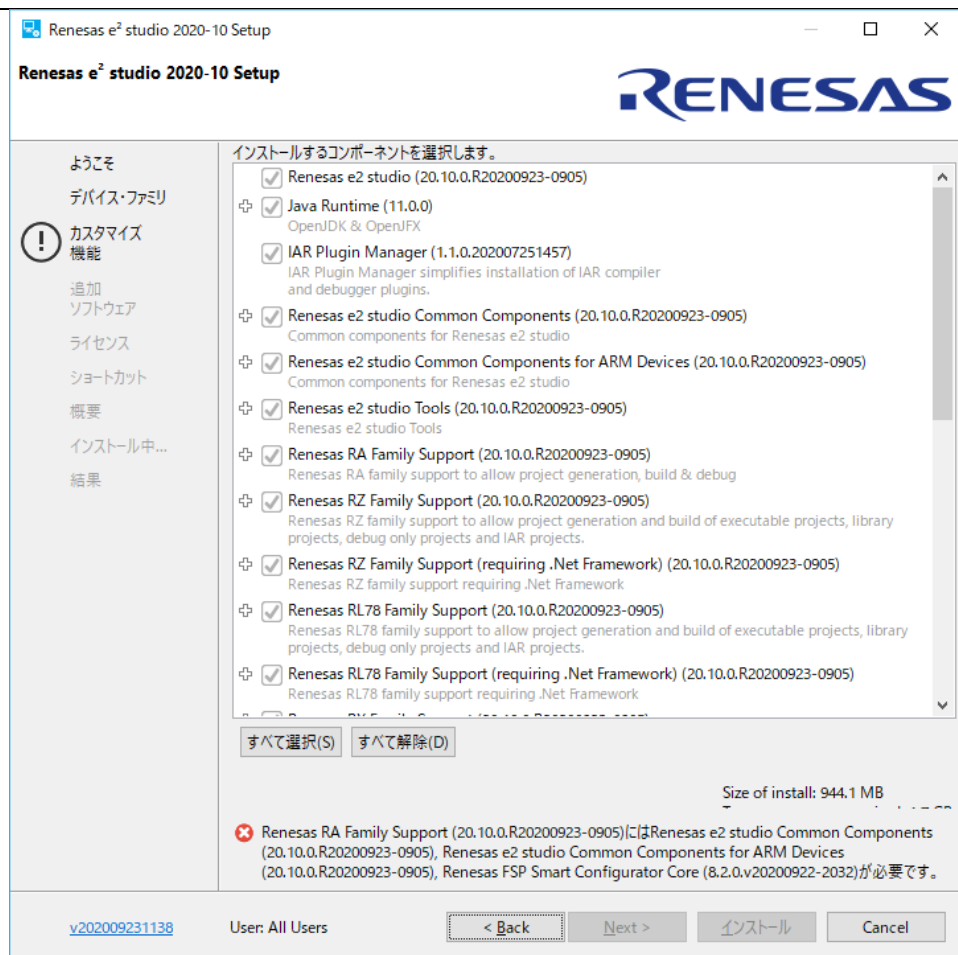 Renesas e² studio 2020-10 Setup
Renesas e² studio 2020-10 Setup
RENESAS
ようこそ
デバイス・ファミリ
カスタマイズ
機能
追加
ソフトウェア
ライセンス
ショートカット
概要
インストール中...
結果
インストールするコンポーネントを選択します。
Renesas e2 studio (20.10.0.R20200923-0905)
Java Runtime (11.0.0)
OpenJDK & OpenJFX
IAR Plugin Manager (1.1.0.202007251457)
IAR Plugin Manager simplifies installation of IAR compiler
and debugger plugins.
Renesas e2 studio Common Components (20.10.0.R20200923-0905)
Common components for Renesas e2 studio
Renesas e2 studio Common Components for ARM Devices (20.10.0.R20200923-0905)
Common components for Renesas e2 studio
Renesas e2 studio Tools (20.10.0.R20200923-0905)
Renesas e2 studio Tools
Renesas RA Family Support (20.10.0.R20200923-0905)
Renesas RA family support to allow project generation, build & debug
Renesas RZ Family Support (20.10.0.R20200923-0905)
Renesas RZ family support to allow project generation and build of executable projects, library
projects, debug only projects and IAR projects.
Renesas RZ Family Support (requiring .Net Framework) (20.10.0.R20200923-0905)
Renesas RZ family support requiring .Net Framework
Renesas RL78 Family Support (20.10.0.R20200923-0905)
Renesas RL78 family support to allow project generation and build of executable projects, library
projects, debug only projects and IAR projects.
Renesas RL78 Family Support (requiring .Net Framework) (20.10.0.R20200923-0905)
Renesas RL78 family support requiring .Net Framework
すべて選択(S) すべて解除(D)
Size of install: 944.1 MB
Renesas RA Family Support (20.10.0.R20200923-0905)にはRenesas e2 studio Common Components
(20.10.0.R20200923-0905), Renesas e2 studio Common Components for ARM Devices
(20.10.0.R20200923-0905), Renesas FSP Smart Configurator Core (8.2.0.v20200922-2032)が必要です。
v202009231138 User: All Users < Back Next > インストール Cancel